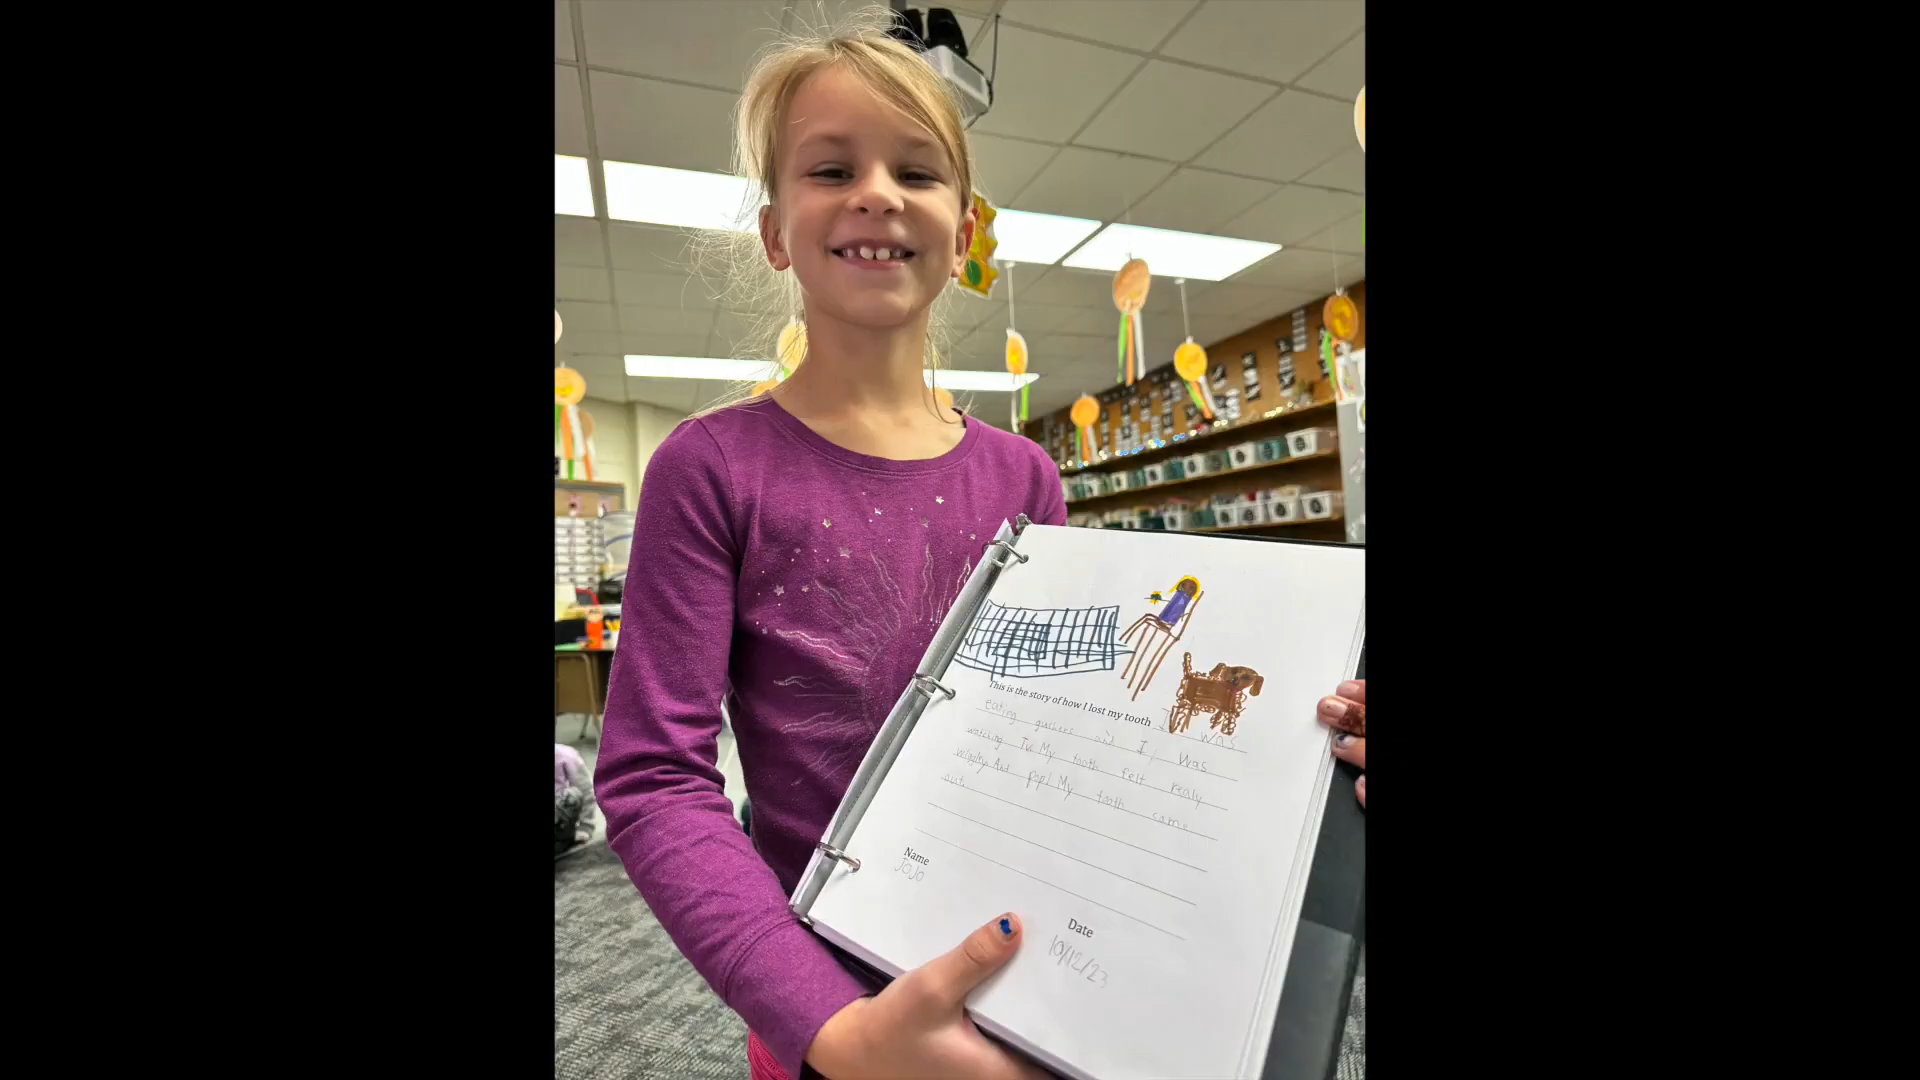 This is the story of how I lost my tooth I was
eating gushers and I was
watching Tv. My tooth felt realy
wiggly. And pop! My tooth came
out.
Name
JOJO
Date
10/12/23